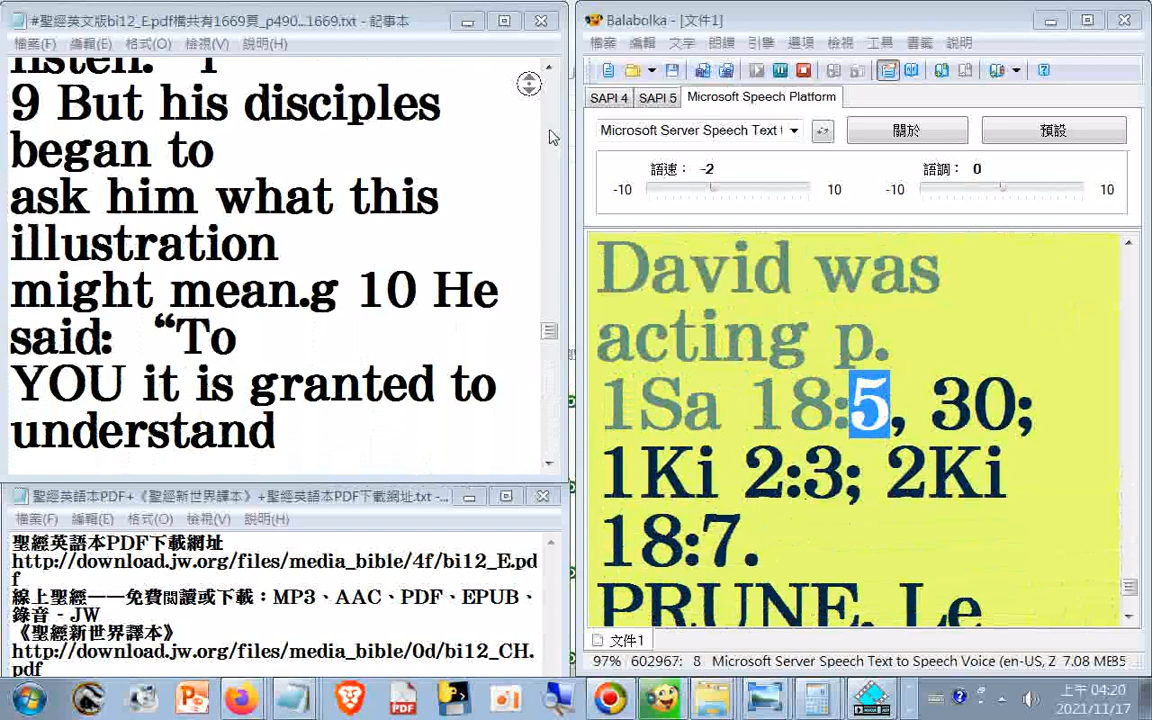 #聖經英文版bi12_E.pdf檔共有1669頁_p490...1669.txt - 記事本
檔案(F) 編輯(E) 格式(O) 檢視(V) 說明(H)
9 But his disciples
began to
ask him what this
illustration
might mean.g 10 He
said: “To
YOU it is granted to
understand
聖經英語本PDF+《聖經新世界譯本》+聖經英語本PDF下載網址.txt -...
檔案(F) 編輯(E) 格式(O) 檢視(V) 說明(H)
聖經英語本PDF下載網址
http://download.jw.org/files/media_bible/4f/bi12_E.pd
f
線上聖經——免費閱讀或下載：MP3、AAC、PDF、EPUB、
錄音 - JW
《聖經新世界譯本》
http://download.jw.org/files/media_bible/0d/bi12_CH.
pdf
Balabolka - [文件1]
檔案 編輯 文字 朗讀 引擎 選項 檢視 工具 書籤 說明
SAPI 4 SAPI 5 Microsoft Speech Platform
Microsoft Server Speech Text 關於 預設
語速： -2 語調： 0
-10 10 -10 10
David was
acting p.
1Sa 18:5, 30;
1Ki 2:3; 2Ki
18:7.
PRUNE, Le
文件1
97% 602967: 8 Microsoft Server Speech Text to Speech Voice (en-US, Z 7.08 MB
上午 04:20
2021/11/17